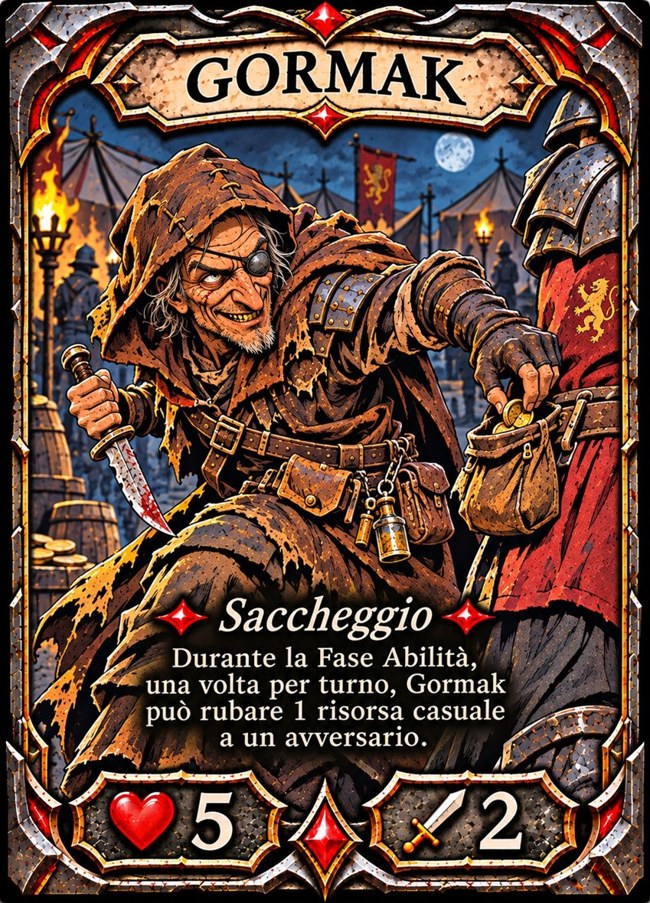 GORMAK
Saccheggio
Durante la Fase Abilità,
una volta per turno, Gormak
può rubare 1 risorsa casuale
a un avversario.
5 2